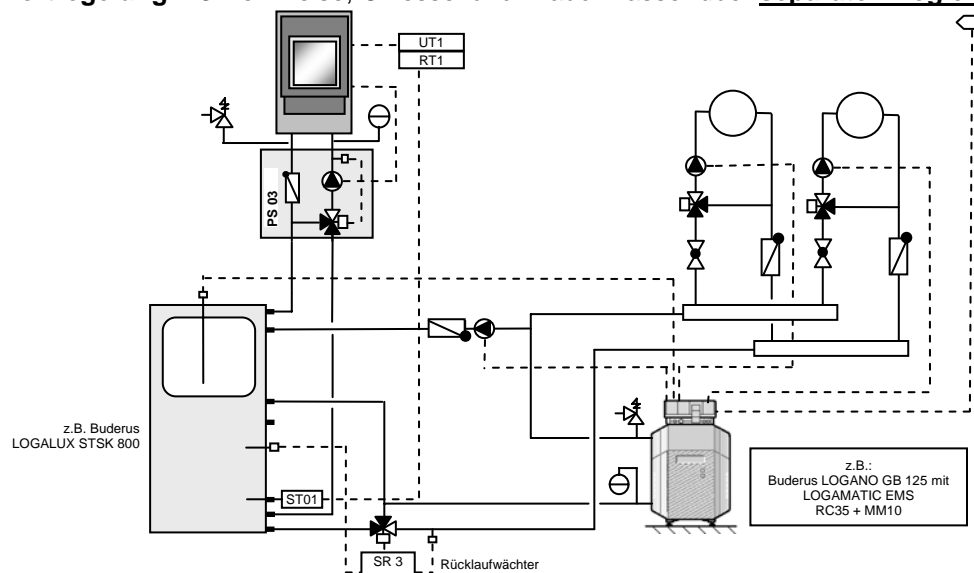 UT1
RT1
PS 03
z.B. Buderus
LOGALUX STSK 800
ST01
SR 3
Rücklaufwächter
z.B.:
Buderus LOGANO GB 125 mit
LOGAMATIC EMS
RC35 + MM10